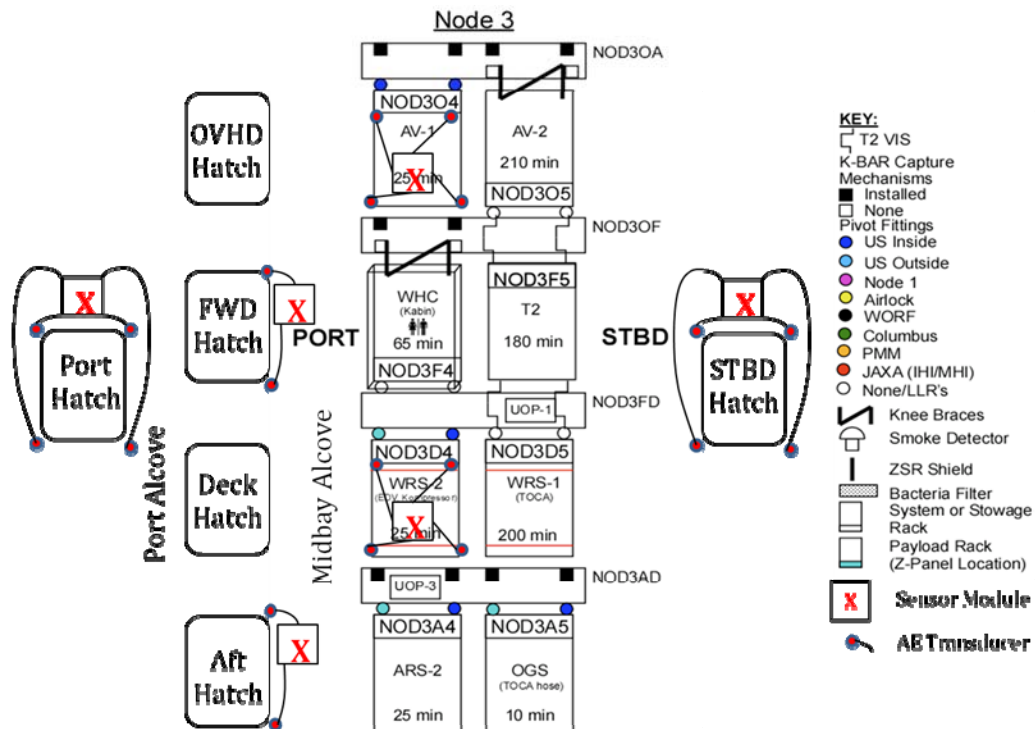 Node 3
NOD3OA
NOD3O4
AV-1
25 min
X
AV-2
210 min
NOD3O5
OVHD
Hatch
NOD3OF
X
Port
Hatch
Port Alcove
FWD
Hatch
X
PORT
WHC
(Kabin)
65 min
NOD3F4
NOD3F5
T2
180 min
STBD
X
STBD
Hatch
UOP-1
NOD3FD
Deck
Hatch
Midbay Alcove
NOD3D4
WRS-2
(EDV Kompressor)
25 min
X
NOD3D5
WRS-1
(TOCA)
200 min
UOP-3
NOD3AD
Aft
Hatch
X
NOD3A4
ARS-2
25 min
NOD3A5
OGS
(TOCA hose)
10 min
KEY:
T2 VIS
K-BAR Capture
Mechanisms
Installed
None
Pivot Fittings
US Inside
US Outside
Node 1
Airlock
WORF
Columbus
PMM
JAXA (IHI/MHI)
None/LLR's
Knee Braces
Smoke Detector
ZSR Shield
Bacteria Filter
System or Stowage
Rack
Payload Rack
(Z-Panel Location)
X
Sensor Module
AE Transducer